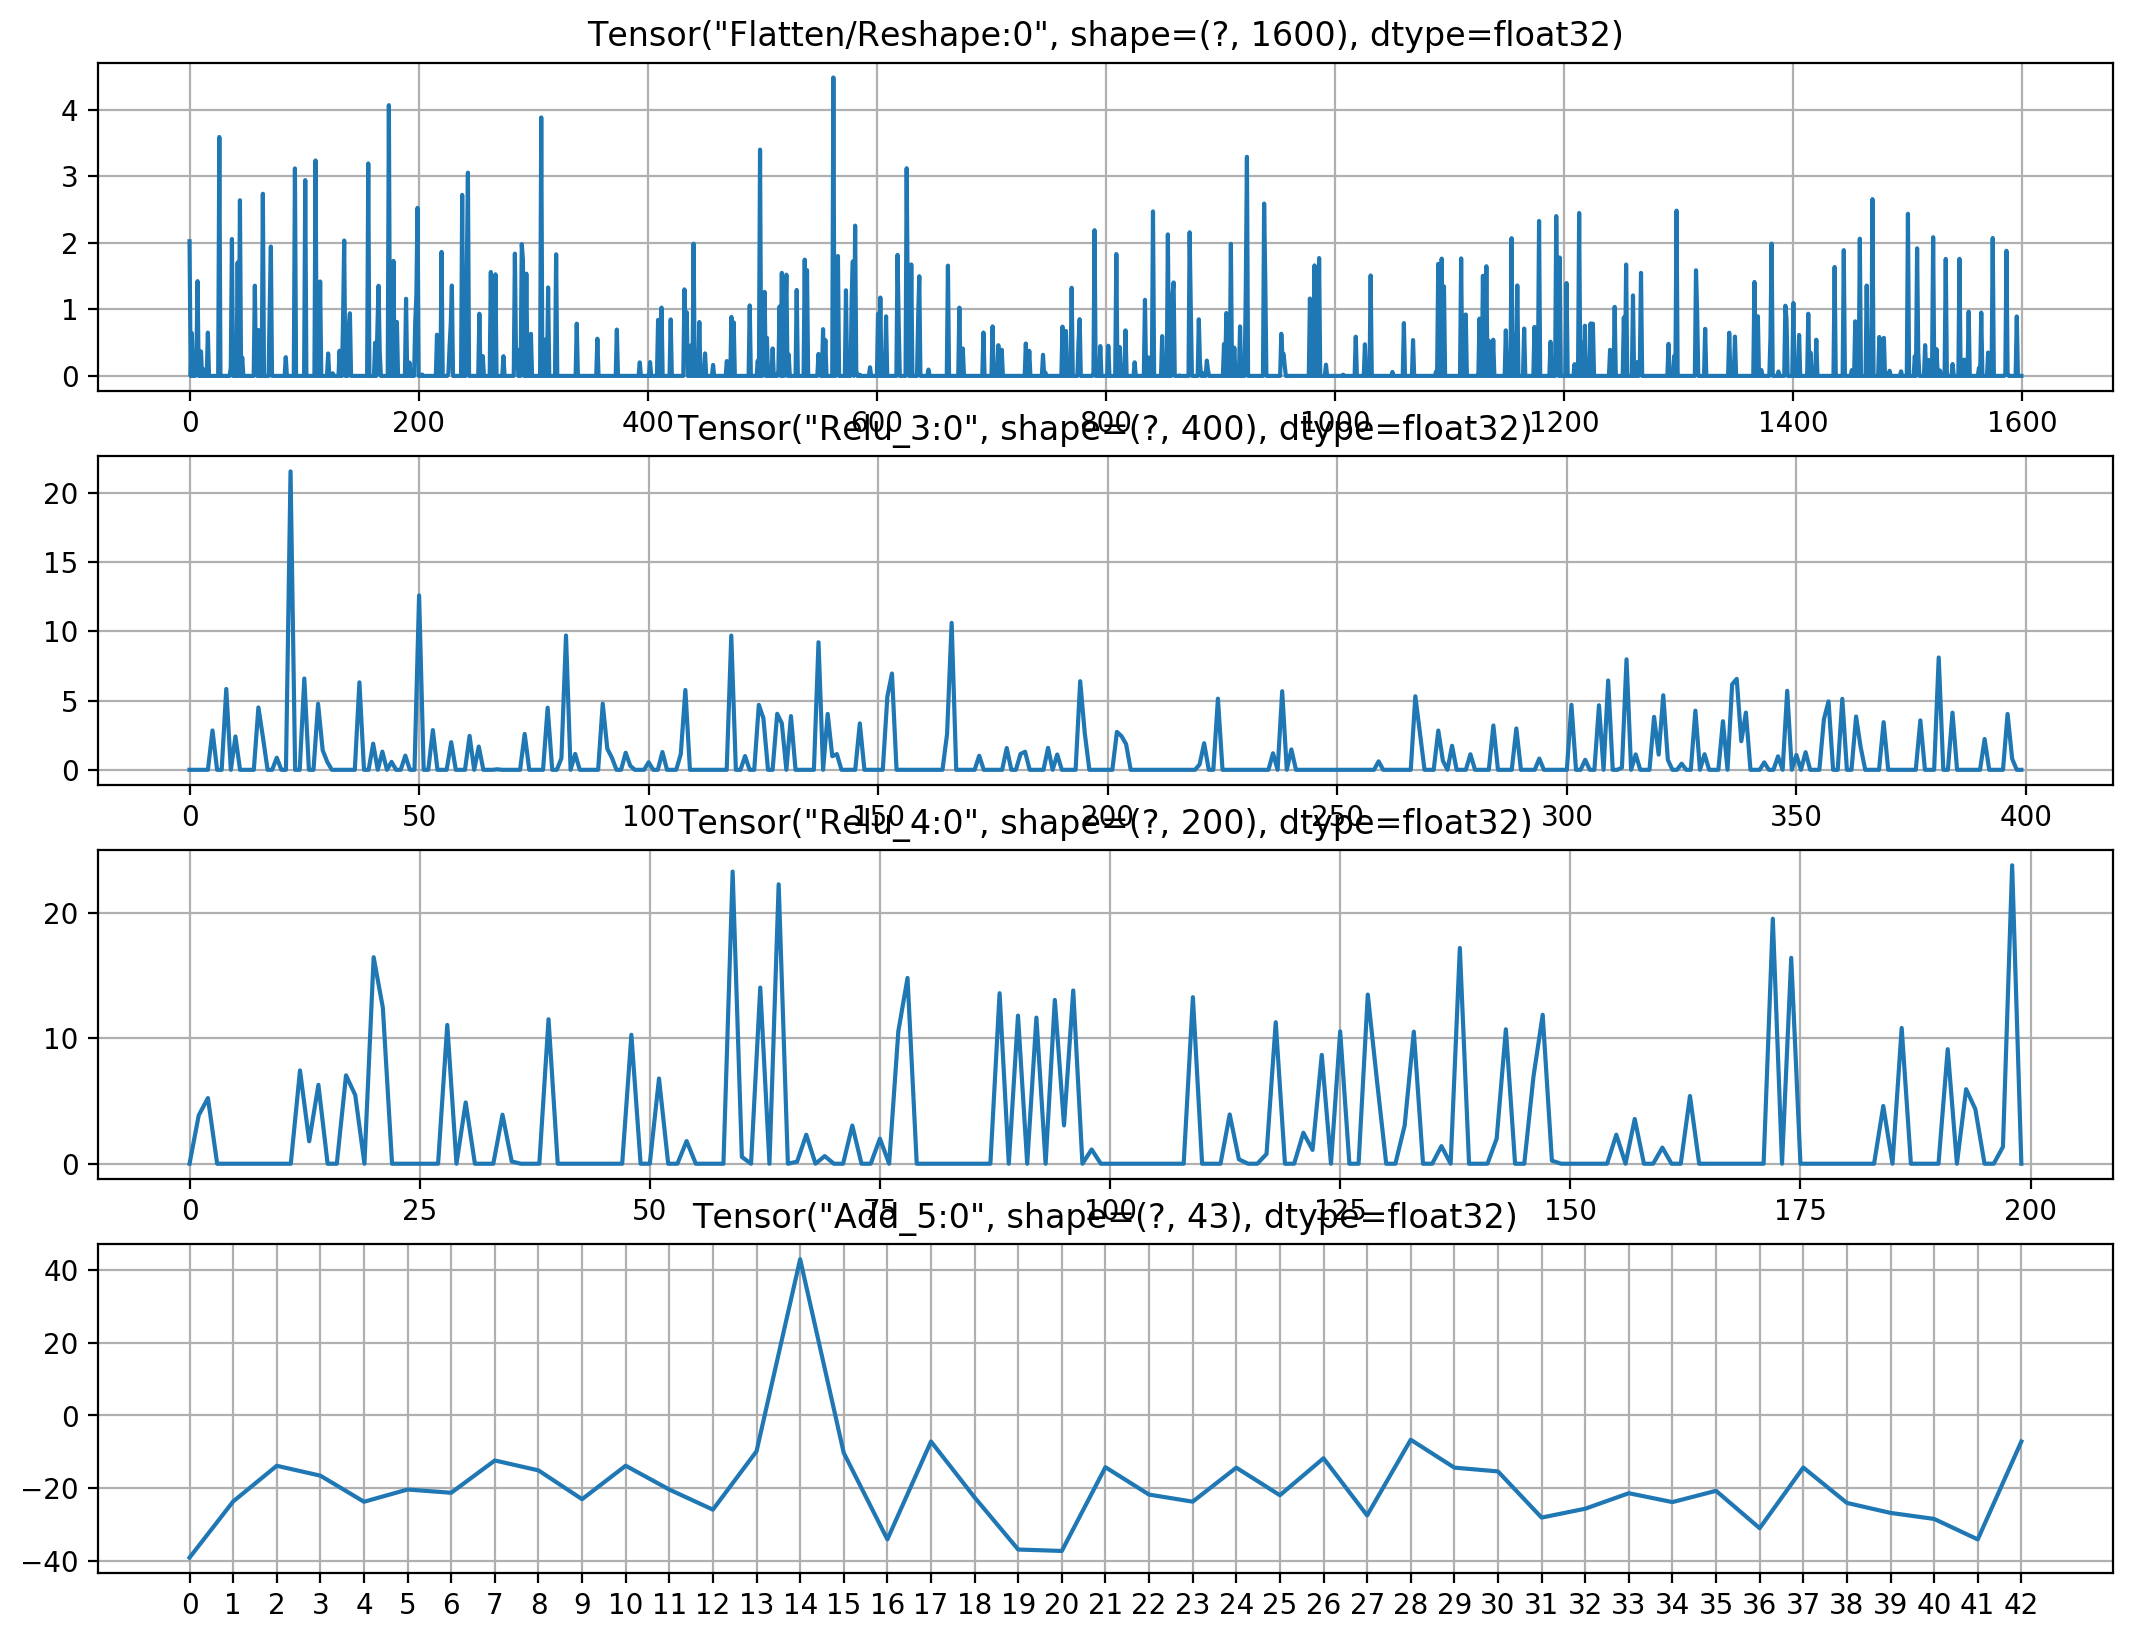 Tensor("Flatten/Reshape:0", shape=(?, 1600), dtype=float32)
4
3
2
1
0
0 200 400 600 800 1000 1200 1400 1600
Tensor("Relu_3:0", shape=(?, 400), dtype=float32)
20
15
10
5
0
0 50 100 150 200 250 300 350 400
Tensor("Relu_4:0", shape=(?, 200), dtype=float32)
20
10
0
0 25 50 75 100 125 150 175 200
Tensor("Add_5:0", shape=(?, 43), dtype=float32)
40
20
0
−20
−40
0 1 2 3 4 5 6 7 8 9 10 11 12 13 14 15 16 17 18 19 20 21 22 23 24 25 26 27 28 29 30 31 32 33 34 35 36 37 38 39 40 41 42